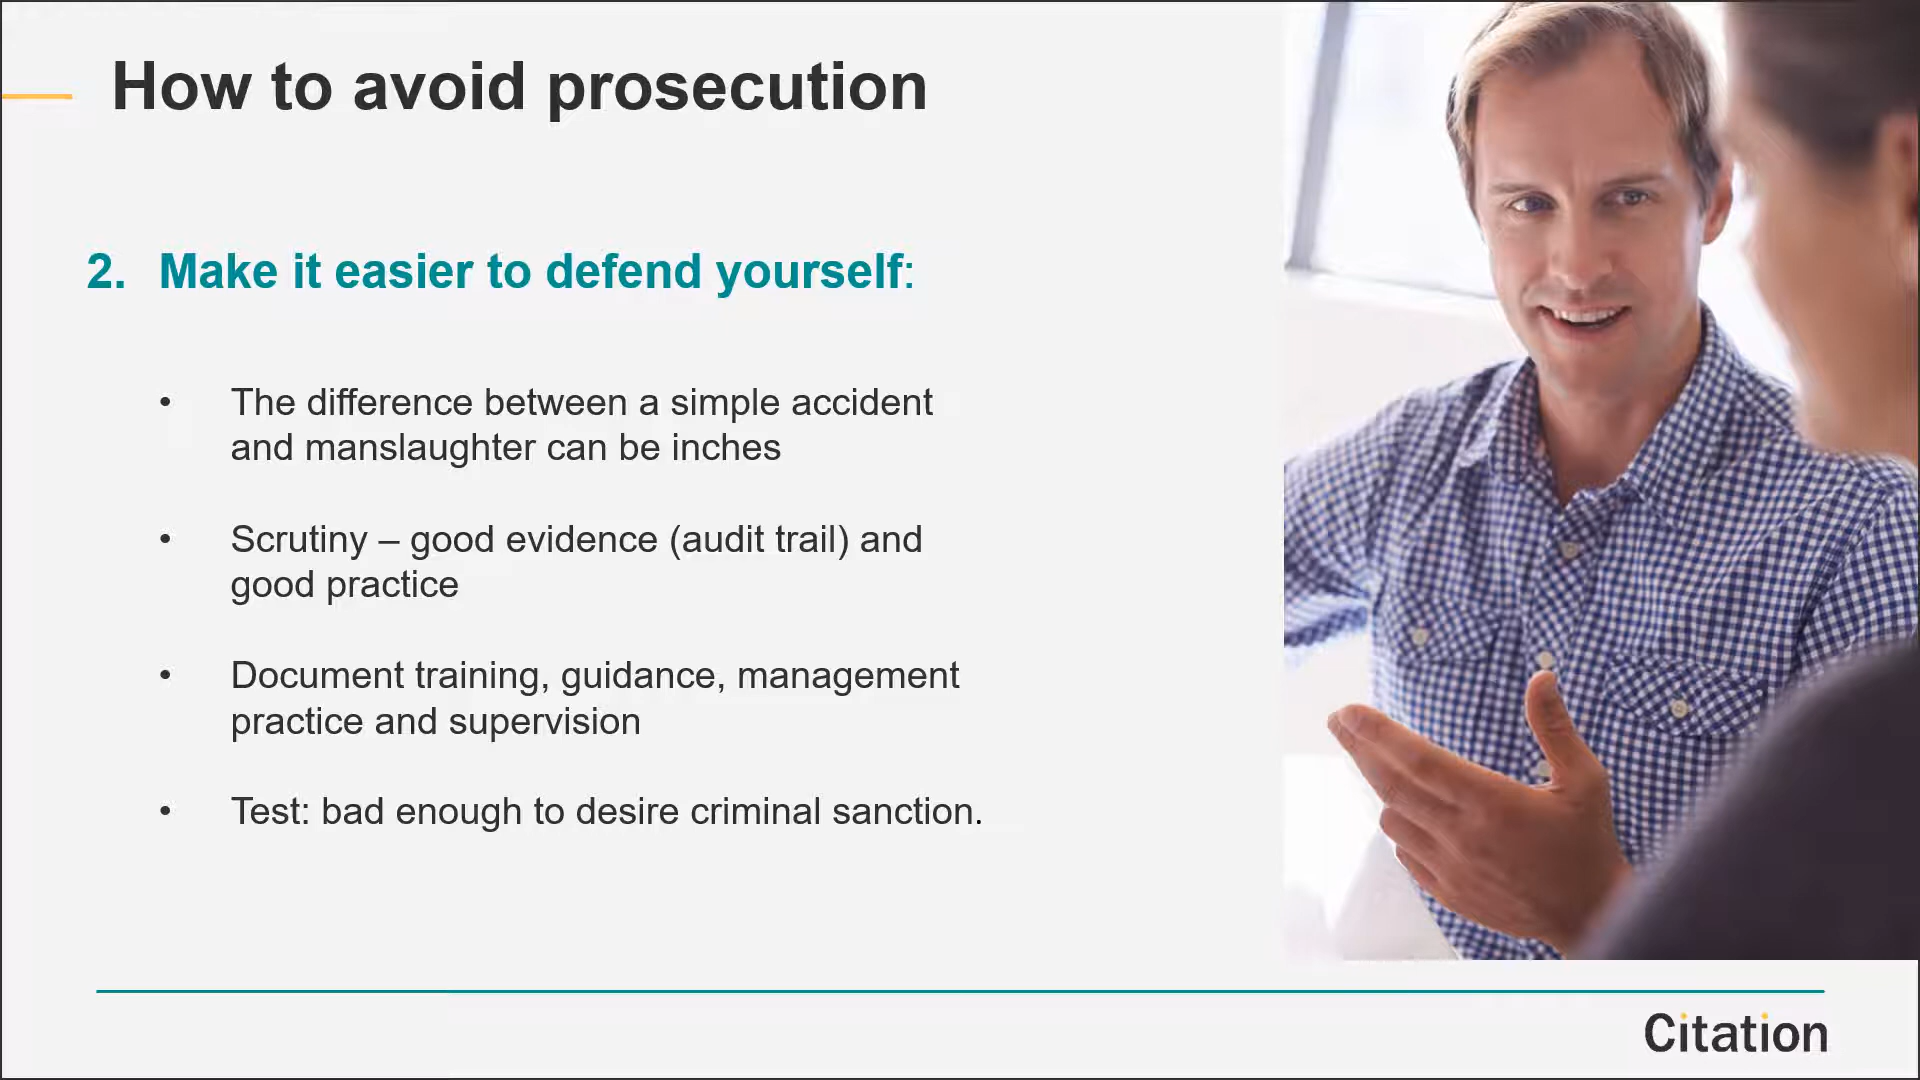 How to avoid prosecution
2. Make it easier to defend yourself:
• The difference between a simple accident
and manslaughter can be inches
• Scrutiny – good evidence (audit trail) and
good practice
• Document training, guidance, management
practice and supervision
• Test: bad enough to desire criminal sanction.
Citation